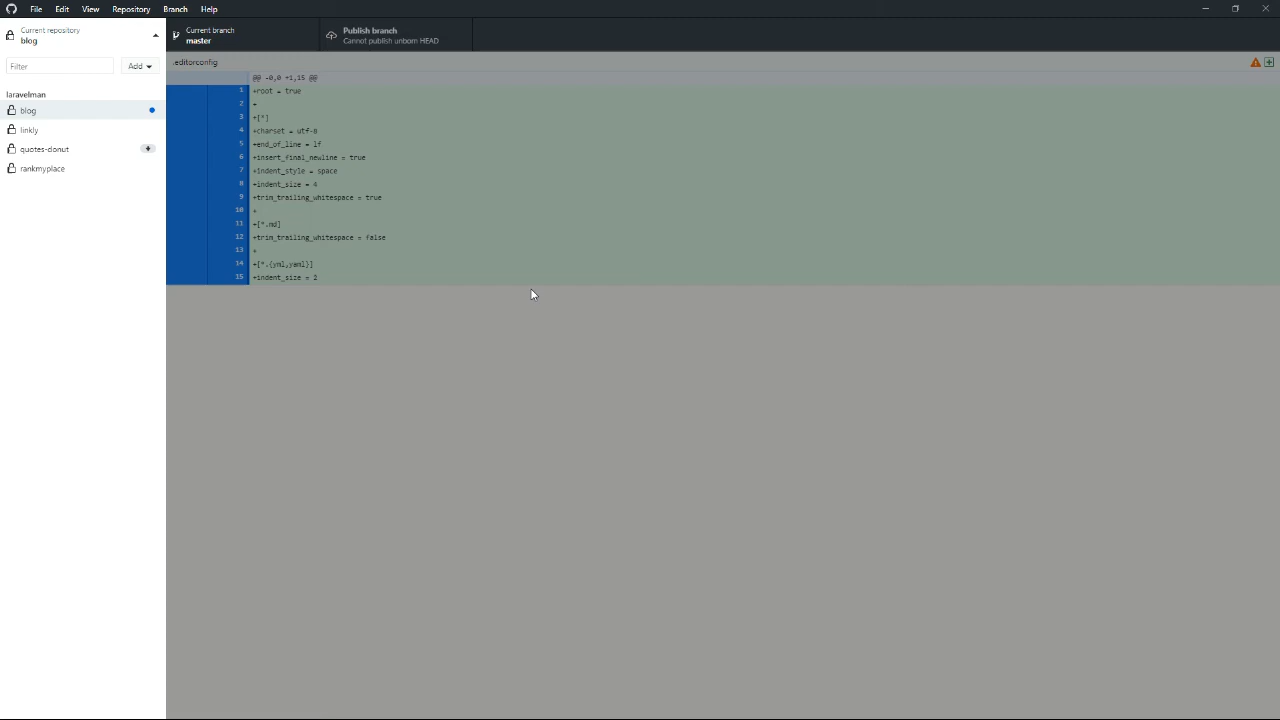 File Edit View Repository Branch Help
Current repository
blog
Current branch
master
Publish branch
Cannot publish unborn HEAD
Filter
Add
laravelman
blog
linkly
quotes-donut
rankmyplace
.editorconfig
@@ -0,0 +1,15 @@
1 +root = true
2 +
3 +[*]
4 +charset = utf-8
5 +end_of_line = lf
6 +insert_final_newline = true
7 +indent_style = space
8 +indent_size = 4
9 +trim_trailing_whitespace = true
10 +
11 +[*.md]
12 +trim_trailing_whitespace = false
13 +
14 +[*.{yml,yaml}]
15 +indent_size = 2